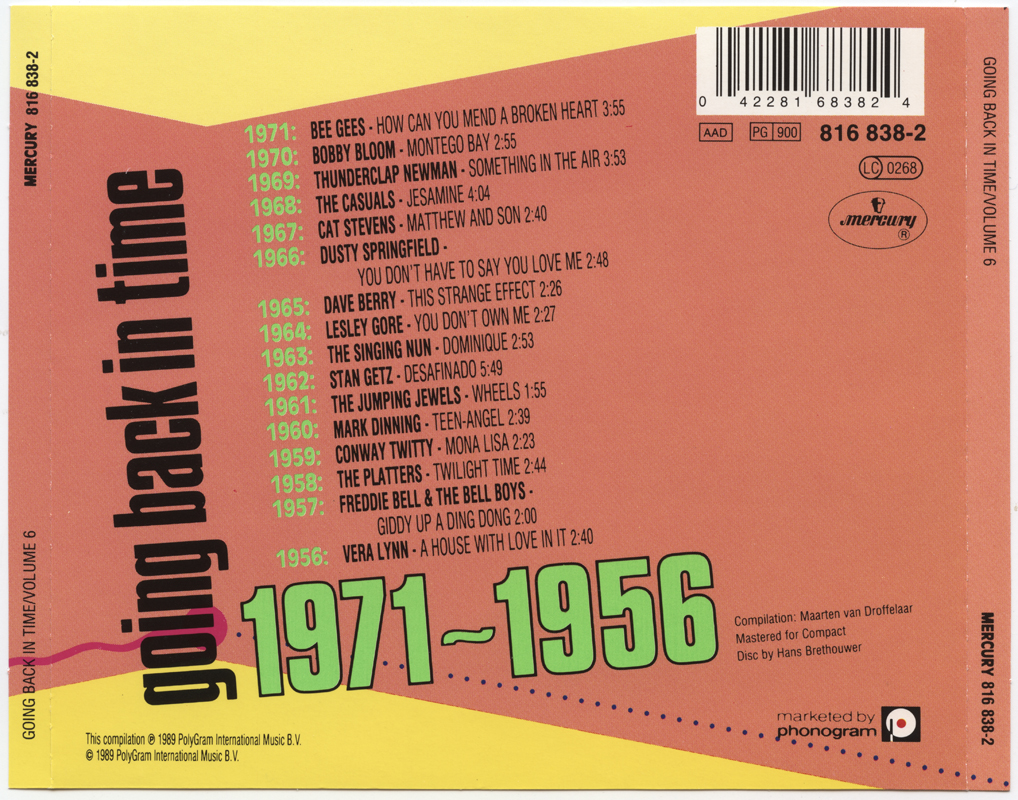 MERCURY 816 838-2
GOING BACK IN TIME/VOLUME 6
going back in time
1971: BEE GEES - HOW CAN YOU MEND A BROKEN HEART 3:55
1970: BOBBY BLOOM - MONTEGO BAY 2:55
1969: THUNDERCLAP NEWMAN - SOMETHING IN THE AIR 3:53
1968: THE CASUALS - JESAMINE 4:04
1967: CAT STEVENS - MATTHEW AND SON 2:40
1966: DUSTY SPRINGFIELD -
YOU DON'T HAVE TO SAY YOU LOVE ME 2:48
1965: DAVE BERRY - THIS STRANGE EFFECT 2:26
1964: LESLEY GORE - YOU DON'T OWN ME 2:27
1963: THE SINGING NUN - DOMINIQUE 2:53
1962: STAN GETZ - DESAFINADO 5:49
1961: THE JUMPING JEWELS - WHEELS 1:55
1960: MARK DINNING - TEEN-ANGEL 2:39
1959: CONWAY TWITTY - MONA LISA 2:23
1958: THE PLATTERS - TWILIGHT TIME 2:44
1957: FREDDIE BELL & THE BELL BOYS -
GIDDY UP A DING DONG 2:00
1956: VERA LYNN - A HOUSE WITH LOVE IN IT 2:40
1971~1956
0 42281 68382 4
AAD PG 900 816 838-2
LC 0268
mercury ®
Compilation: Maarten van Droffelaar
Mastered for Compact
Disc by Hans Brethouwer
marketed by
phonogram
This compilation ℗ 1989 PolyGram International Music B.V.
© 1989 PolyGram International Music B.V.
GOING BACK IN TIME/VOLUME 6
MERCURY 816 838-2